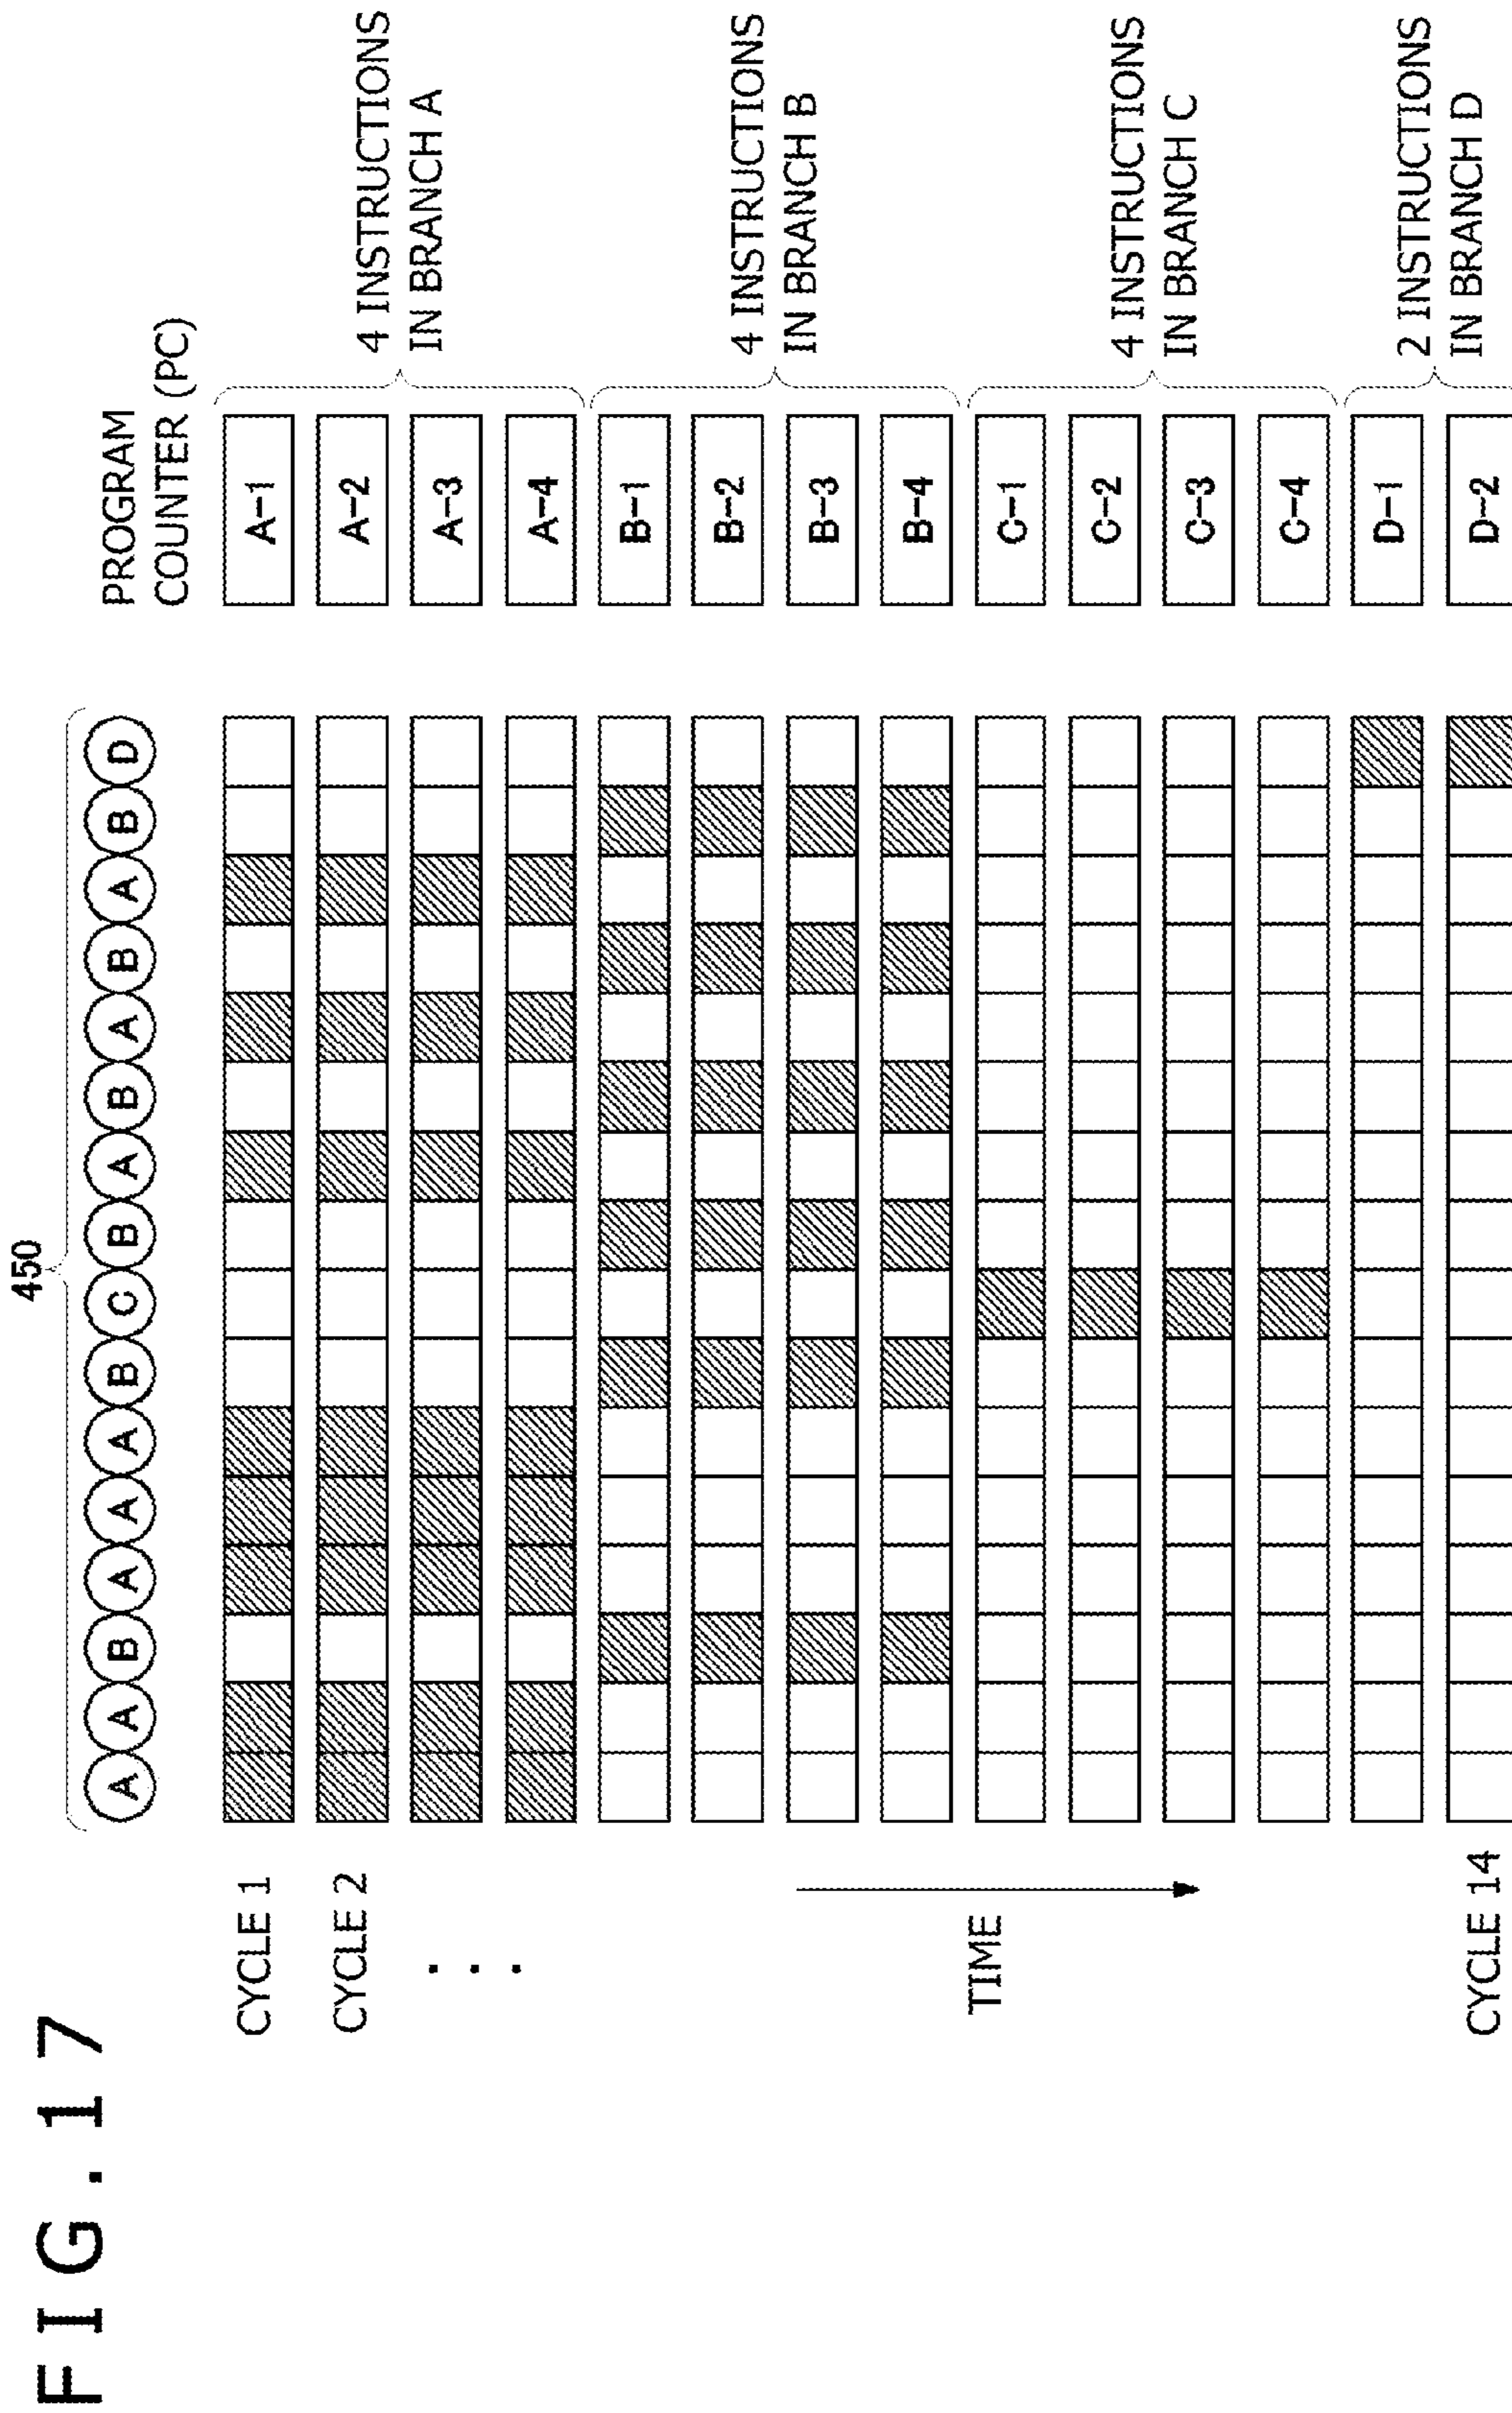 FIG.17
450
A A B A A A B C B A B A B A B D
PROGRAM
COUNTER (PC)
CYCLE 1
A-1
CYCLE 2
A-2
A-3
A-4
4 INSTRUCTIONS
IN BRANCH A
B-1
B-2
B-3
B-4
4 INSTRUCTIONS
IN BRANCH B
TIME
C-1
C-2
C-3
C-4
4 INSTRUCTIONS
IN BRANCH C
D-1
CYCLE 14
D-2
2 INSTRUCTIONS
IN BRANCH D